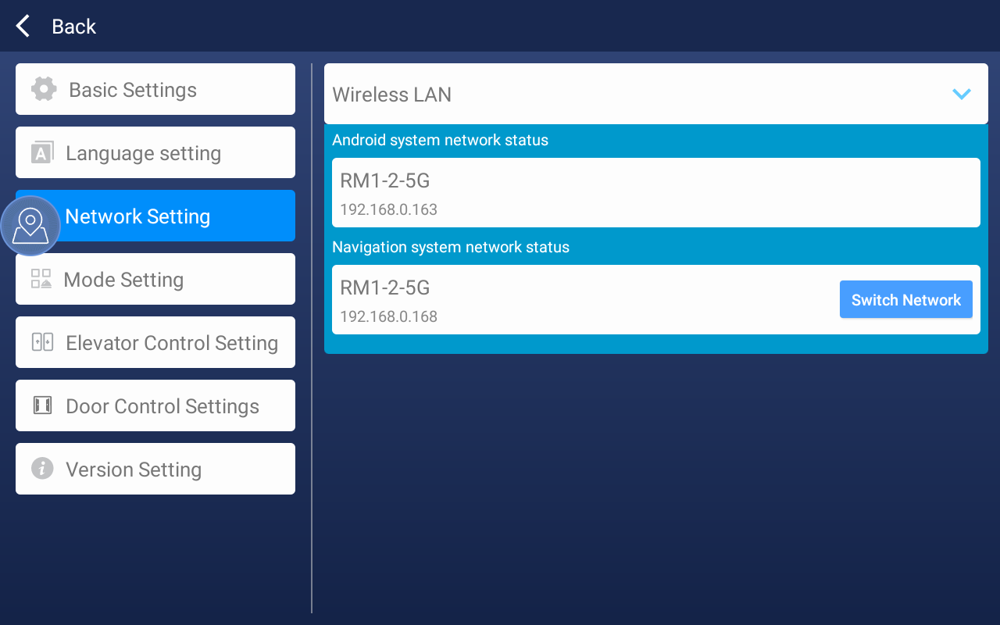 Back
Basic Settings
Language setting
Network Setting
Mode Setting
Elevator Control Setting
Door Control Settings
Version Setting
Wireless LAN
Android system network status
RM1-2-5G
192.168.0.163
Navigation system network status
RM1-2-5G
192.168.0.168
Switch Network